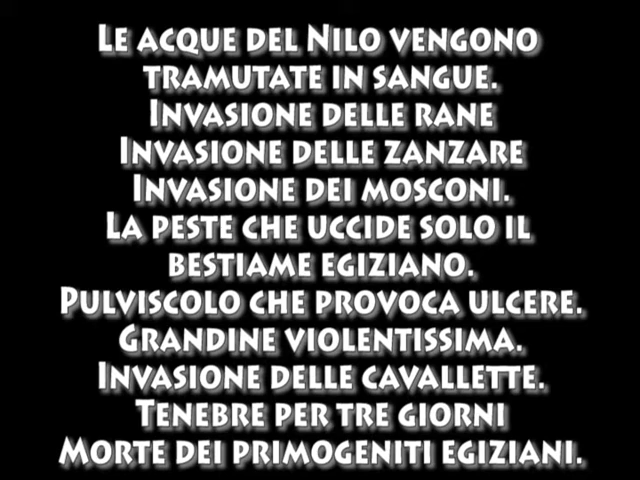 Le acque del Nilo vengono
tramutate in sangue.
Invasione delle rane
Invasione delle zanzare
Invasione dei mosconi.
La peste che uccide solo il
bestiame egiziano.
Pulviscolo che provoca ulcere.
Grandine violentissima.
Invasione delle cavallette.
Tenebre per tre giorni
Morte dei primogeniti egiziani.